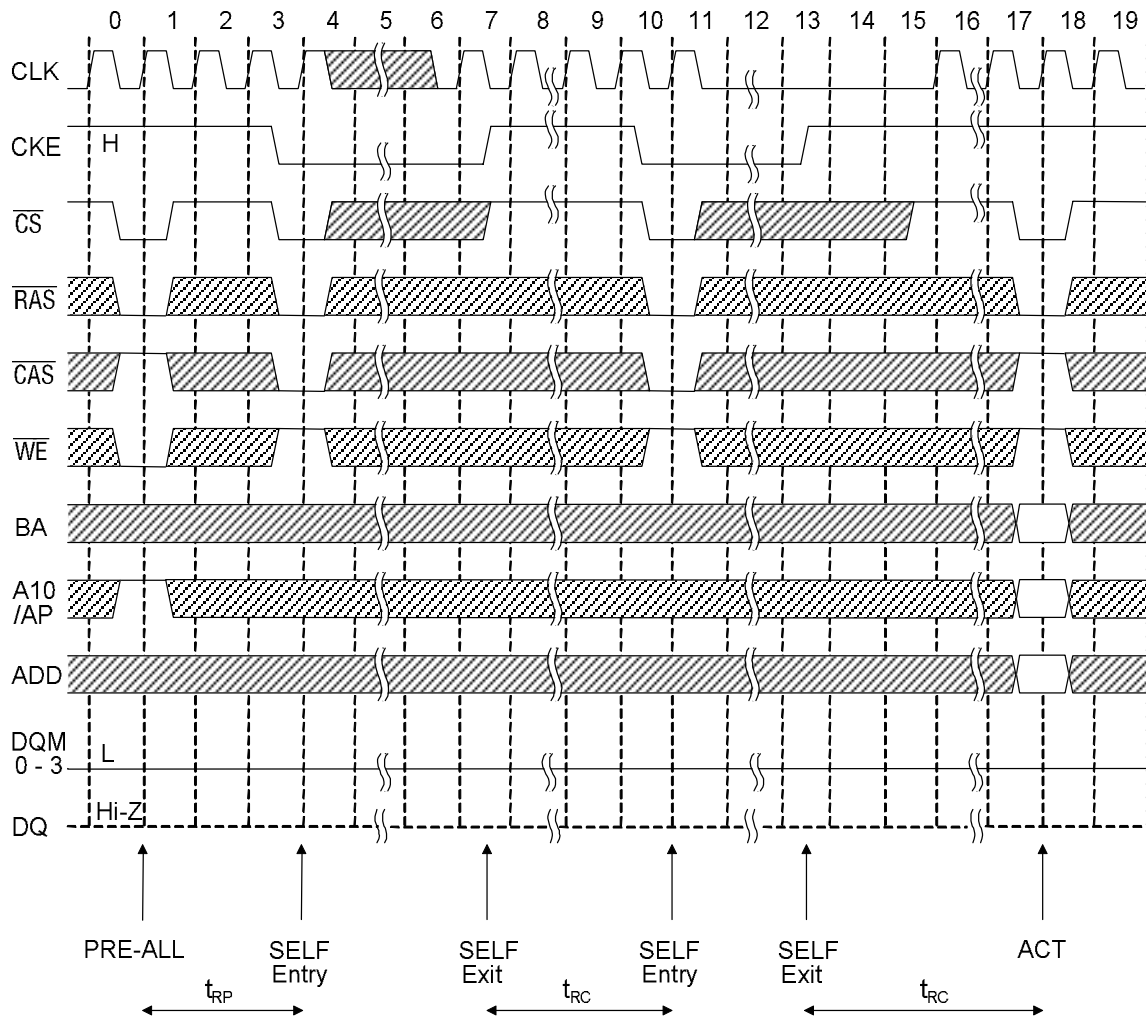 0 1 2 3 4 5 6 7 8 9 10 11 12 13 14 15 16 17 18 19
CLK
CKE H
CS
RAS
CAS
WE
BA
A10
/AP
ADD
DQM
0 - 3 L
DQ Hi-Z
PRE-ALL SELF Entry SELF Exit SELF Entry SELF Exit ACT
tRP tRC tRC